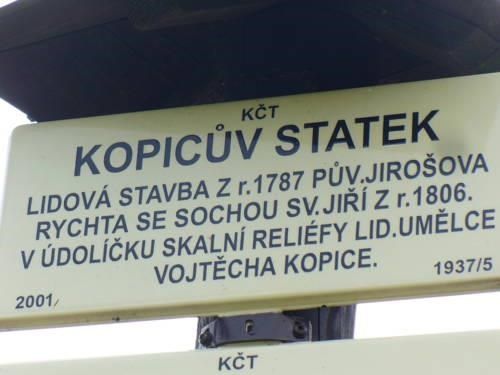 KČT
KOPICŮV STATEK
LIDOVÁ STAVBA Z r.1787 PŮV.JIROŠOVA
RYCHTA SE SOCHOU SV.JIŘÍ Z r.1806.
V ÚDOLÍČKU SKALNÍ RELIÉFY LID.UMĚLCE
VOJTĚCHA KOPICE.
2001/ 1937/5
KČT